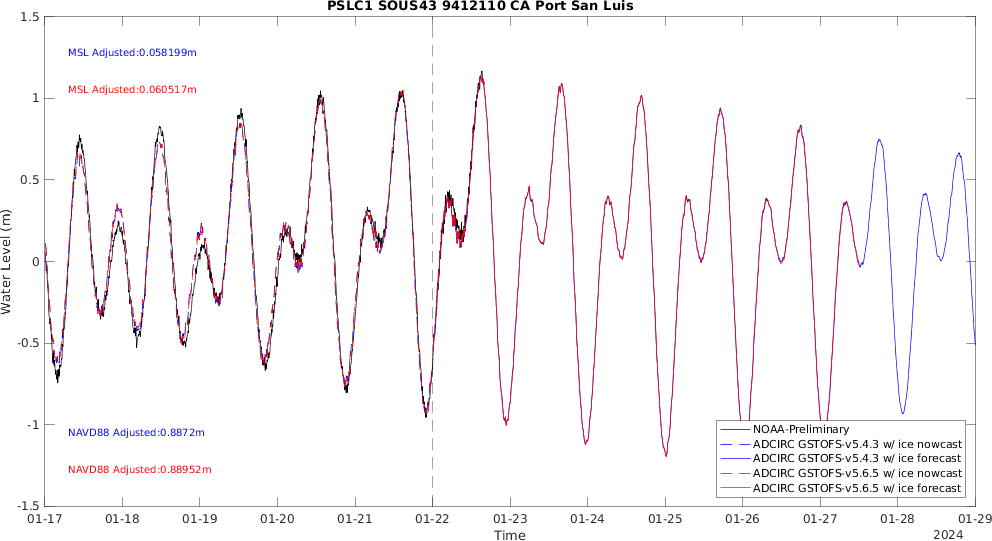 PSLC1 SOUS43 9412110 CA Port San Luis
1.5
MSL Adjusted:0.058199m
1
MSL Adjusted:0.060517m
0.5
Water Level (m)
0
-0.5
-1
NAVD88 Adjusted:0.8872m
NAVD88 Adjusted:0.88952m
-1.5
NOAA-Preliminary
ADCIRC GSTOFS-v5.4.3 w/ ice nowcast
ADCIRC GSTOFS-v5.4.3 w/ ice forecast
ADCIRC GSTOFS-v5.6.5 w/ ice nowcast
ADCIRC GSTOFS-v5.6.5 w/ ice forecast
01-17 01-18 01-19 01-20 01-21 01-22 01-23 01-24 01-25 01-26 01-27 01-28 01-29
Time
2024